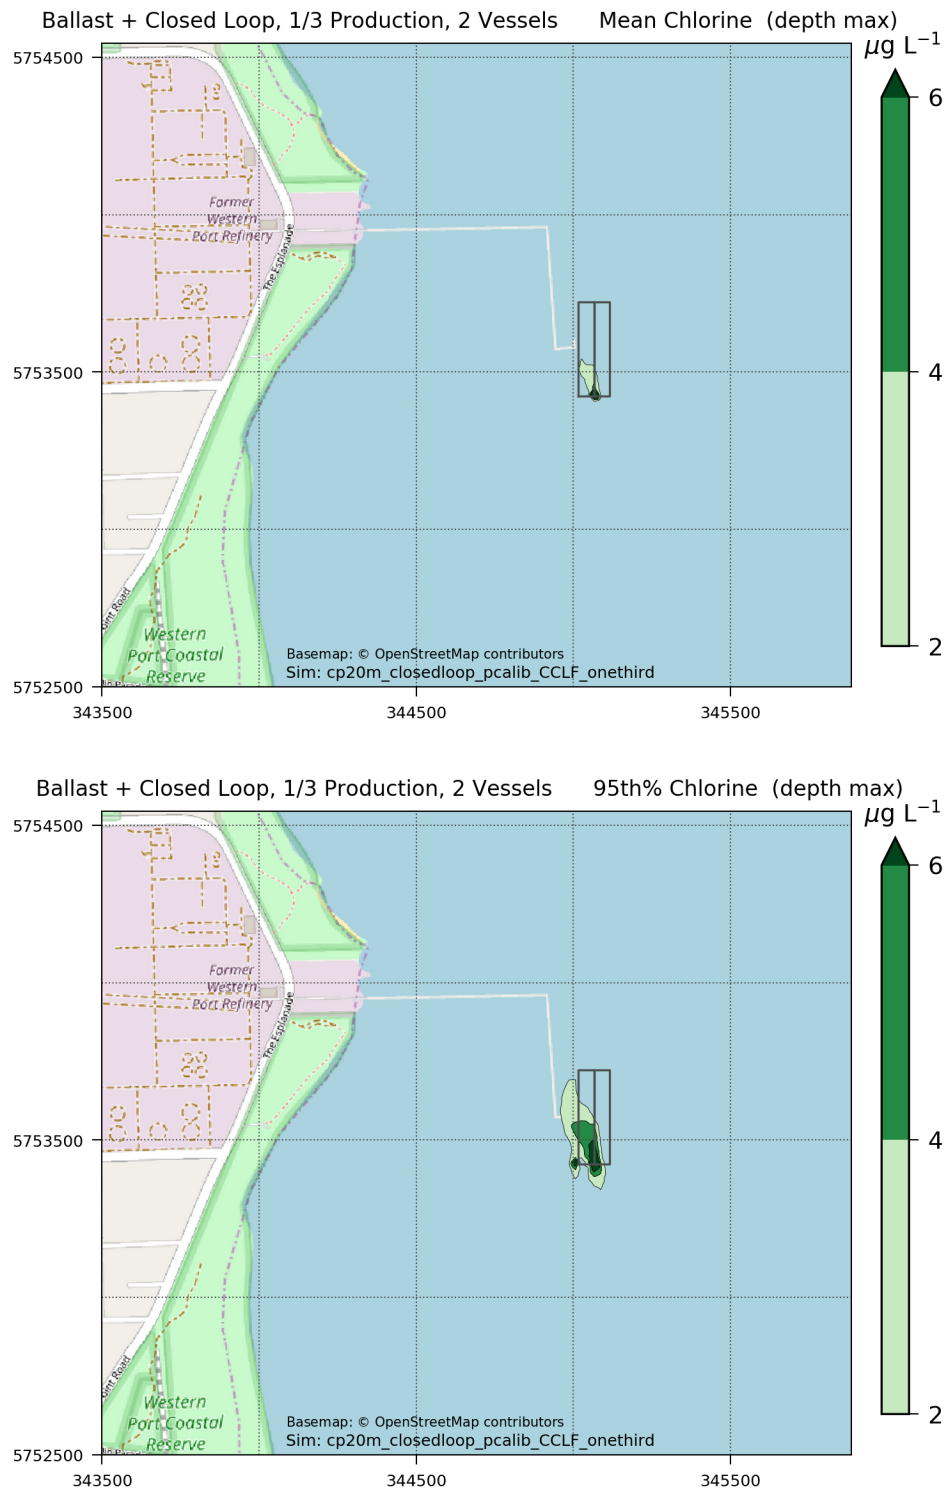 Ballast + Closed Loop, 1/3 Production, 2 Vessels Mean Chlorine (depth max)
µg L⁻¹
5754500
6
Former
Western
Port Refinery
The Esplanade
5753500
4
oint Road
Western
Port Coastal
Reserve
Basemap: © OpenStreetMap contributors
Sim: cp20m_closedloop_pcalib_CCLF_onethird
2
5752500
343500 344500 345500
Ballast + Closed Loop, 1/3 Production, 2 Vessels 95th% Chlorine (depth max)
µg L⁻¹
5754500
6
Former
Western
Port Refinery
The Esplanade
5753500
4
oint Road
Western
Port Coastal
Reserve
Basemap: © OpenStreetMap contributors
Sim: cp20m_closedloop_pcalib_CCLF_onethird
2
5752500
343500 344500 345500